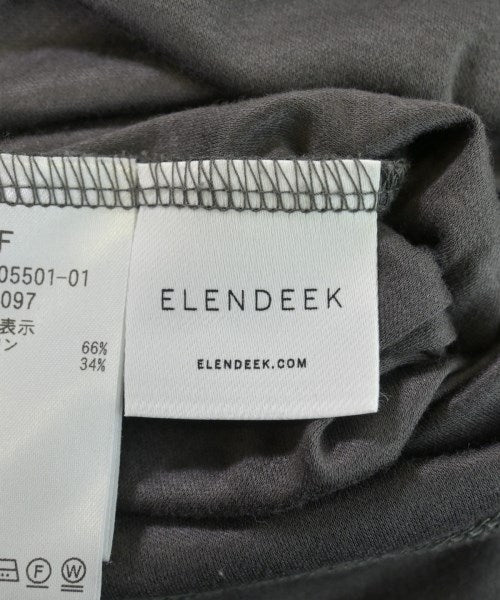 F
05501-01
097
表示
ン 66%
34%
ELENDEEK
ELENDEEK.COM
F W